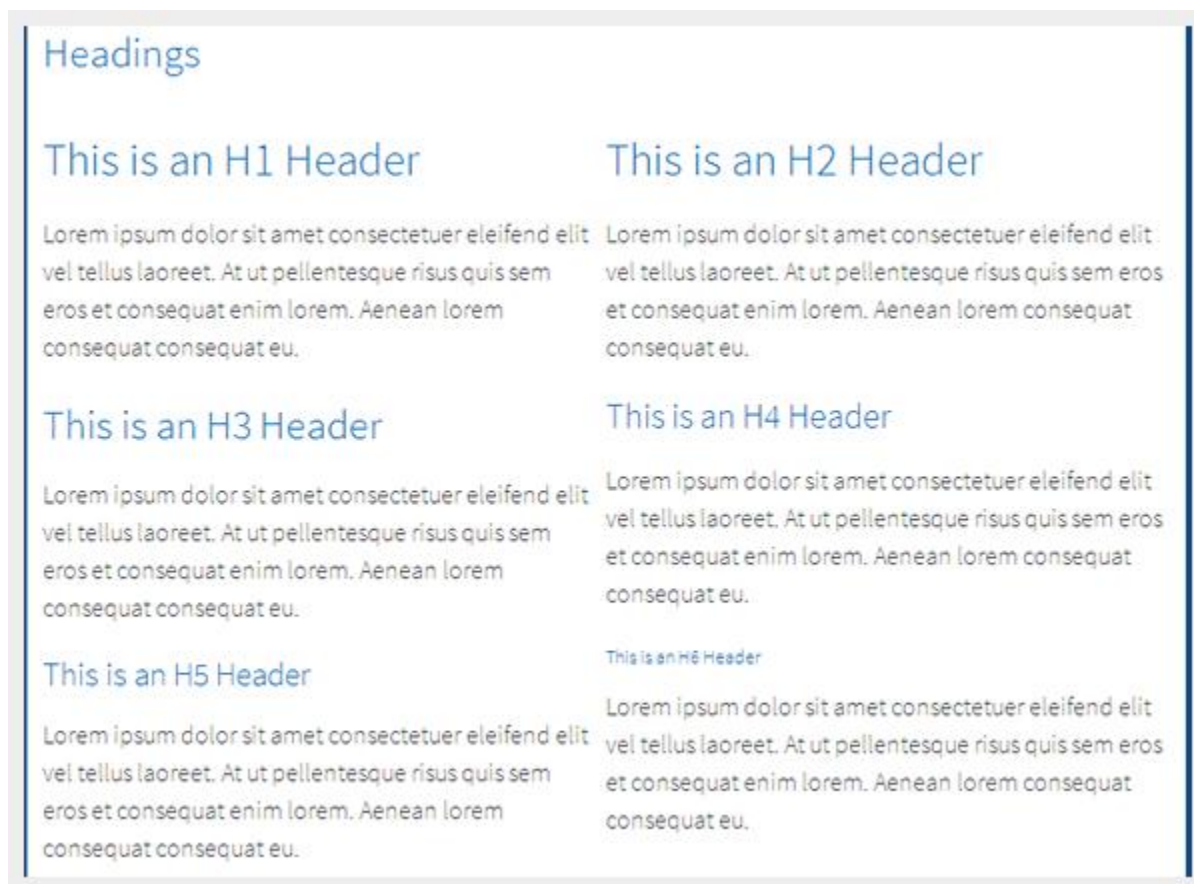 Headings
This is an H1 Header
Lorem ipsum dolor sit amet consectetuer eleifend elit
vel tellus laoreet. At ut pellentesque risus quis sem
eros et consequat enim lorem. Aenean lorem
consequat consequat eu.
This is an H2 Header
Lorem ipsum dolor sit amet consectetuer eleifend elit
vel tellus laoreet. At ut pellentesque risus quis sem eros
et consequat enim lorem. Aenean lorem consequat
consequat eu.
This is an H3 Header
Lorem ipsum dolor sit amet consectetuer eleifend elit
vel tellus laoreet. At ut pellentesque risus quis sem
eros et consequat enim lorem. Aenean lorem
consequat consequat eu.
This is an H4 Header
Lorem ipsum dolor sit amet consectetuer eleifend elit
vel tellus laoreet. At ut pellentesque risus quis sem eros
et consequat enim lorem. Aenean lorem consequat
consequat eu.
This is an H5 Header
Lorem ipsum dolor sit amet consectetuer eleifend elit
vel tellus laoreet. At ut pellentesque risus quis sem
eros et consequat enim lorem. Aenean lorem
consequat consequat eu.
This is an H6 Header
Lorem ipsum dolor sit amet consectetuer eleifend elit
vel tellus laoreet. At ut pellentesque risus quis sem eros
et consequat enim lorem. Aenean lorem consequat
consequat eu.